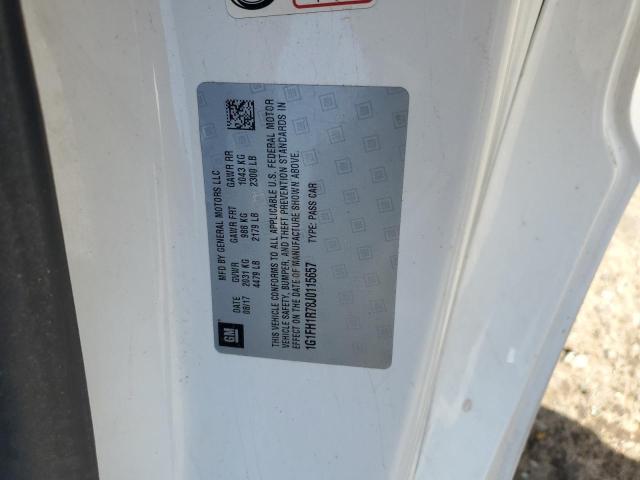 MFD BY GENERAL MOTORS LLC
DATE GVWR GAWR FRT GAWR RR
08/17 2031 KG 988 KG 1043 KG
4479 LB 2179 LB 2300 LB
THIS VEHICLE CONFORMS TO ALL APPLICABLE U.S. FEDERAL MOTOR
VEHICLE SAFETY, BUMPER, AND THEFT PREVENTION STANDARDS IN
EFFECT ON THE DATE OF MANUFACTURE SHOWN ABOVE.
1G1FH1R78J0115657 TYPE: PASS CAR
GM